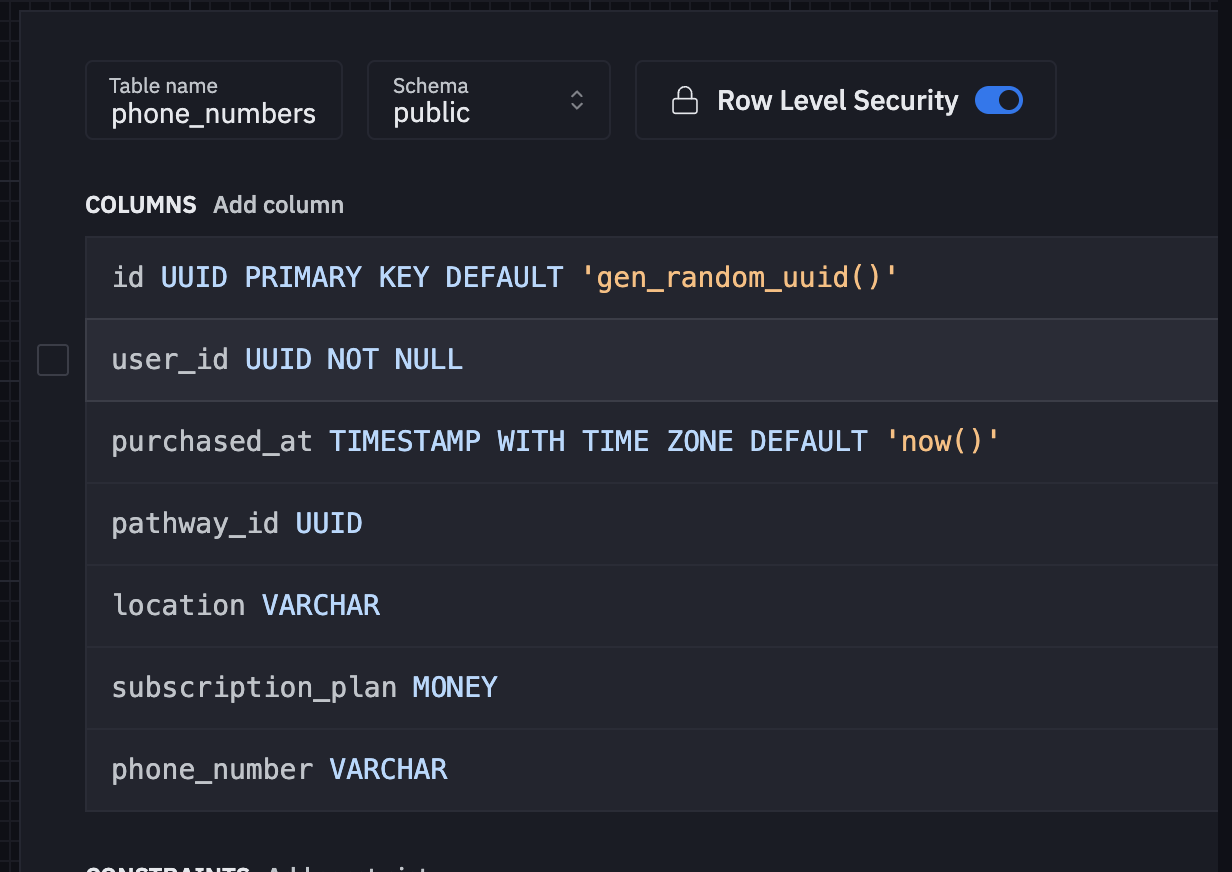 Table name
phone_numbers
Schema
public
Row Level Security
COLUMNS Add column
id UUID PRIMARY KEY DEFAULT 'gen_random_uuid()'
user_id UUID NOT NULL
purchased_at TIMESTAMP WITH TIME ZONE DEFAULT 'now()'
pathway_id UUID
location VARCHAR
subscription_plan MONEY
phone_number VARCHAR